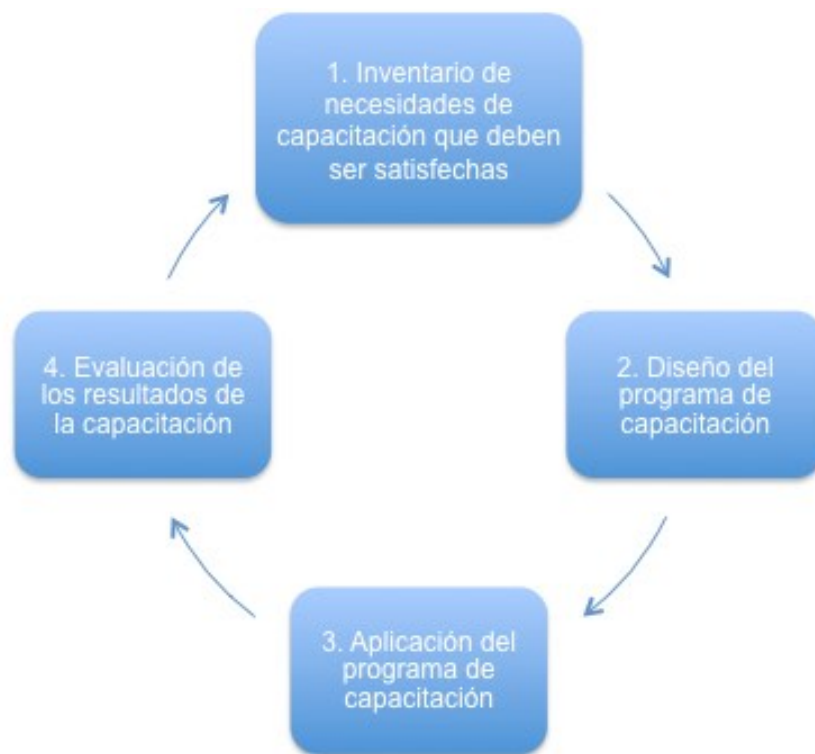 1. Inventario de
necesidades de
capacitación que deben
ser satisfechas
2. Diseño del
programa de
capacitación
3. Aplicación del
programa de
capacitación
4. Evaluación de
los resultados de
la capacitación